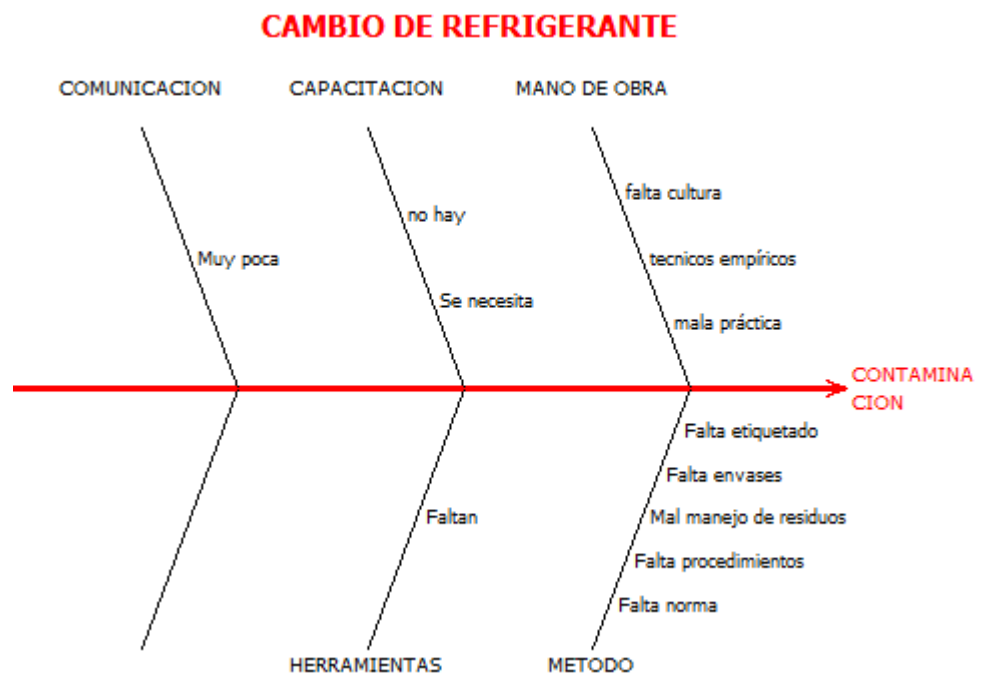 CAMBIO DE REFRIGERANTE
COMUNICACION
CAPACITACION
MANO DE OBRA
falta cultura
no hay
Muy poca
tecnicos empíricos
Se necesita
mala práctica
CONTAMINA
CION
Falta etiquetado
Falta envases
Faltan
Mal manejo de residuos
Falta procedimientos
Falta norma
HERRAMIENTAS
METODO